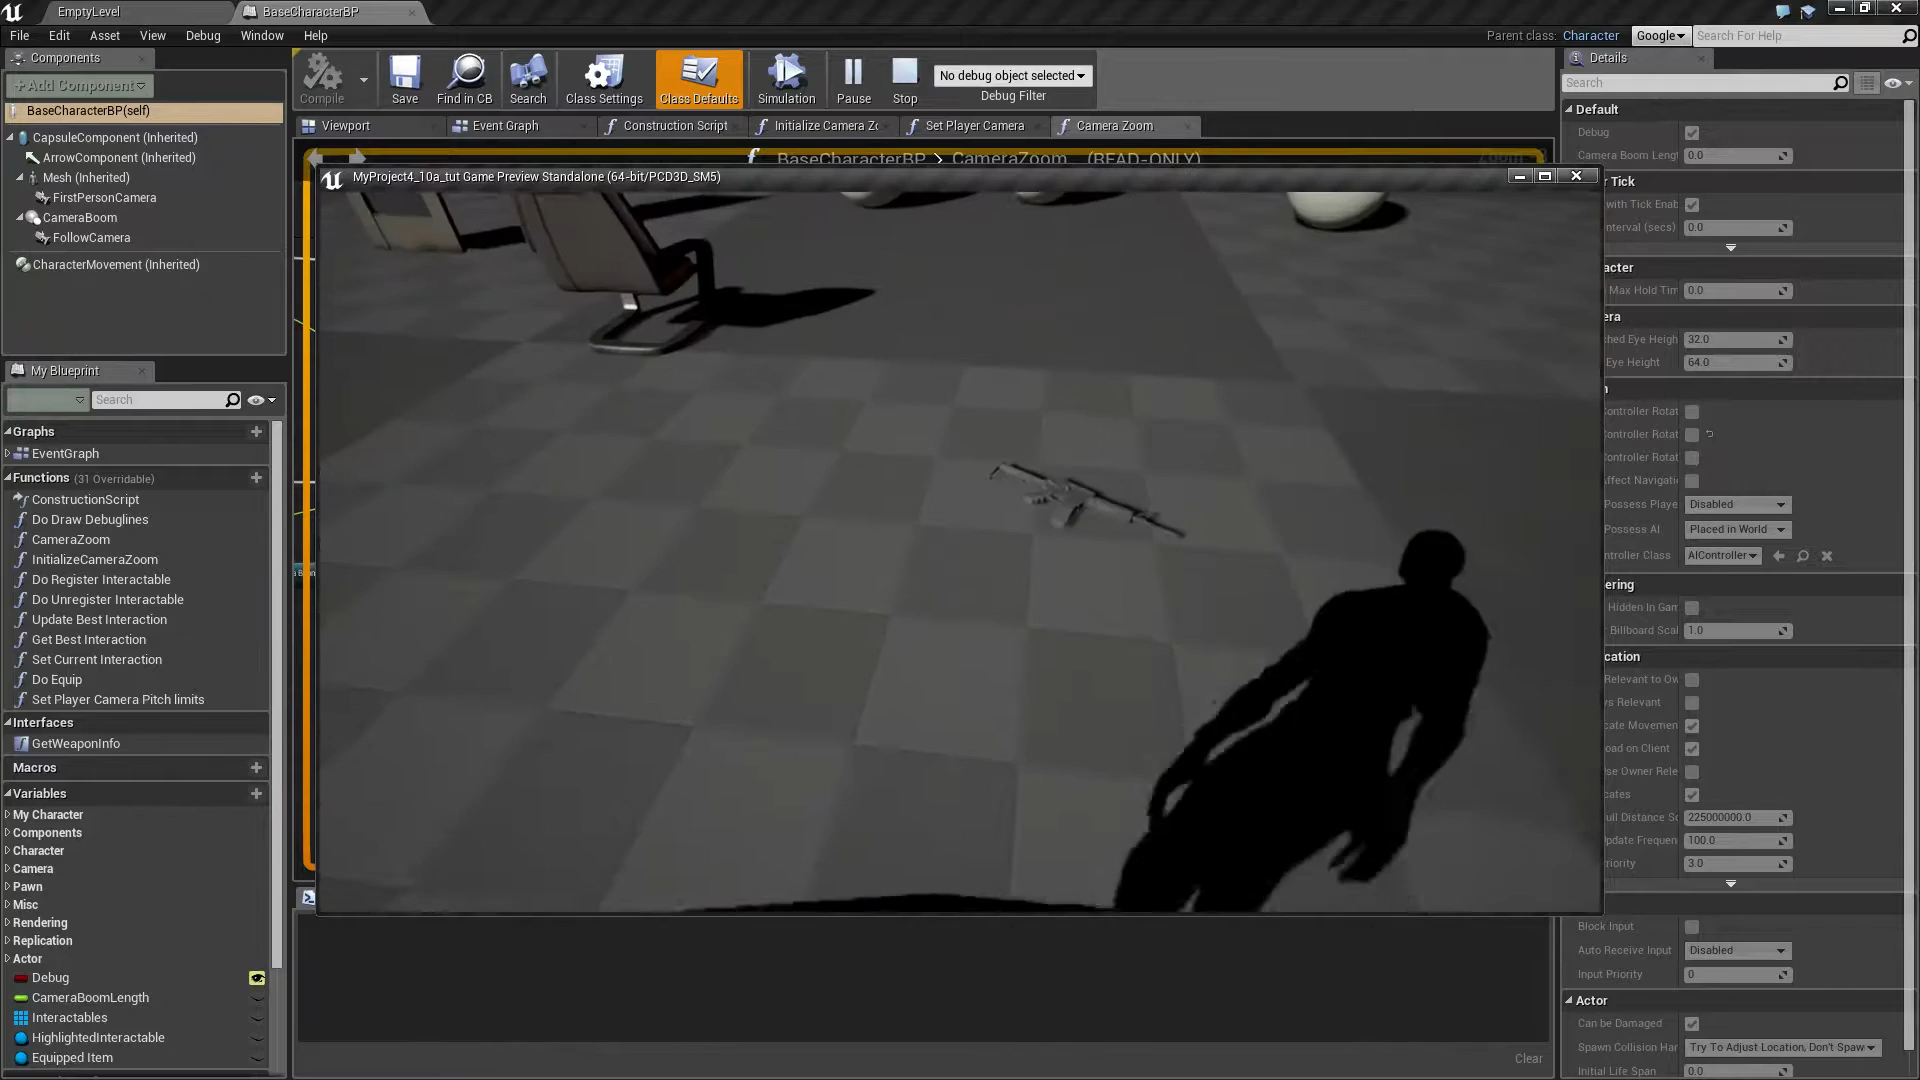 EmptyLevel
BaseCharacterBP
File Edit Asset View Debug Window Help
Parent class: Character
Google
Search For Help
Components
Details
+Add Component
Compile
Save
Find in CB
Search
Class Settings
Class Defaults
Simulation
Pause
Stop
No debug object selected
Debug Filter
Search
BaseCharacterBP(self)
CapsuleComponent (Inherited)
ArrowComponent (Inherited)
Mesh (Inherited)
FirstPersonCamera
CameraBoom
FollowCamera
CharacterMovement (Inherited)
Viewport
Event Graph
Construction Script
Initialize Camera Zo
Set Player Camera
Camera Zoom
BaseCharacterBP > CameraZoom (READ-ONLY)
Zoom
MyProject4_10a_tut Game Preview Standalone (64-bit/PCD3D_SM5)
Default
Debug
Camera Boom Lengt 0.0
r Tick
with Tick Enab
nterval (secs) 0.0
acter
Max Hold Tim 0.0
era
ched Eye Heigh 32.0
Eye Height 64.0
n
Controller Rotat
Controller Rotat
Controller Rotat
Affect Navigati
Possess Playe Disabled
Possess AI Placed in World
ntroller Class AIController
ering
Hidden In Gam
r Billboard Scal 1.0
cation
Relevant to Ow
ys Relevant
cate Movemen
oad on Client
se Owner Rele
cates
ull Distance Sc 225000000.0
Update Frequen 100.0
Priority 3.0
Block Input
Auto Receive Input Disabled
Input Priority 0
Actor
Can be Damaged
Spawn Collision Han Try To Adjust Location, Don't Spaw
Initial Life Span 0.0
My Blueprint
Search
Graphs
EventGraph
Functions (31 Overridable)
ConstructionScript
Do Draw Debuglines
CameraZoom
InitializeCameraZoom
Do Register Interactable
Do Unregister Interactable
Update Best Interaction
Get Best Interaction
Set Current Interaction
Do Equip
Set Player Camera Pitch limits
Interfaces
GetWeaponInfo
Macros
Variables
My Character
Components
Character
Camera
Pawn
Misc
Rendering
Replication
Actor
Debug
CameraBoomLength
Interactables
HighlightedInteractable
Equipped Item
Clear